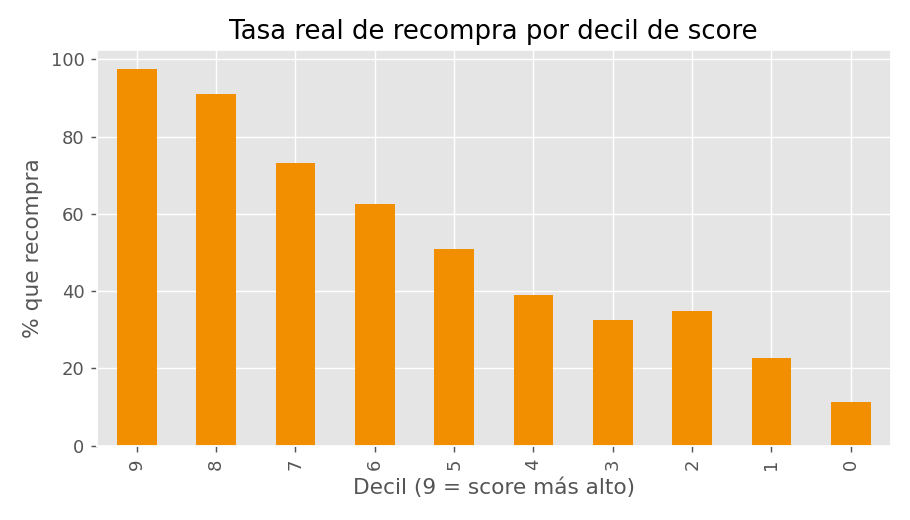 Tasa real de recompra por decil de score
% que recompra
100
80
60
40
20
0
9 8 7 6 5 4 3 2 1 0
Decil (9 = score más alto)